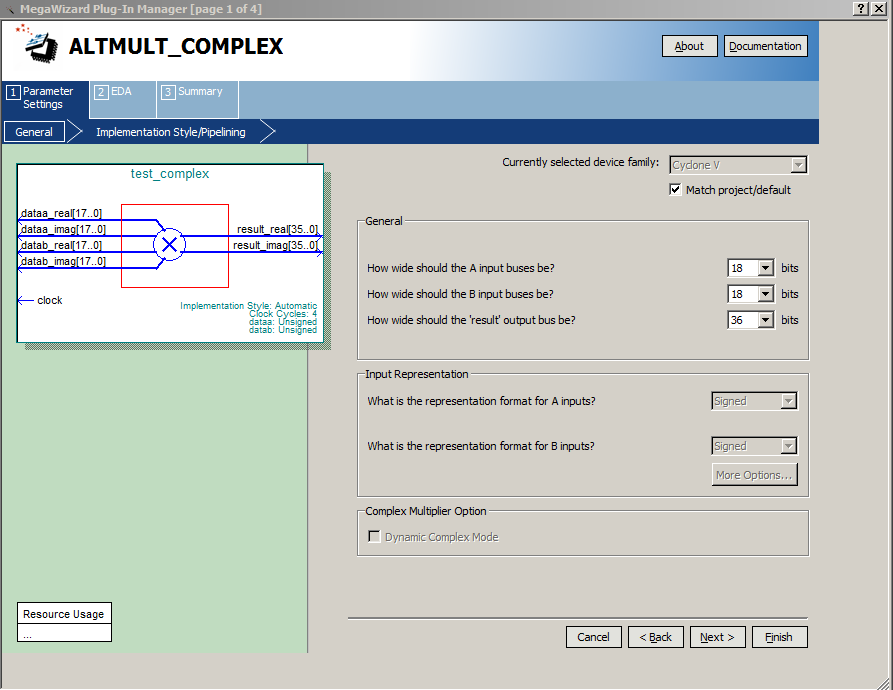 MegaWizard Plug-In Manager [page 1 of 4]
? X
ALTMULT_COMPLEX
About
Documentation
1 Parameter Settings
2 EDA
3 Summary
General
Implementation Style/Pipelining
test_complex
dataa_real[17..0]
dataa_imag[17..0]
datab_real[17..0]
datab_imag[17..0]
result_real[35..0]
result_imag[35..0]
clock
Implementation Style: Automatic
Clock Cycles: 4
dataa: Unsigned
datab: Unsigned
Resource Usage
...
Currently selected device family:
Cyclone V
Match project/default
General
How wide should the A input buses be?
18
bits
How wide should the B input buses be?
18
bits
How wide should the 'result' output bus be?
36
bits
Input Representation
What is the representation format for A inputs?
Signed
What is the representation format for B inputs?
Signed
More Options...
Complex Multiplier Option
Dynamic Complex Mode
Cancel
< Back
Next >
Finish